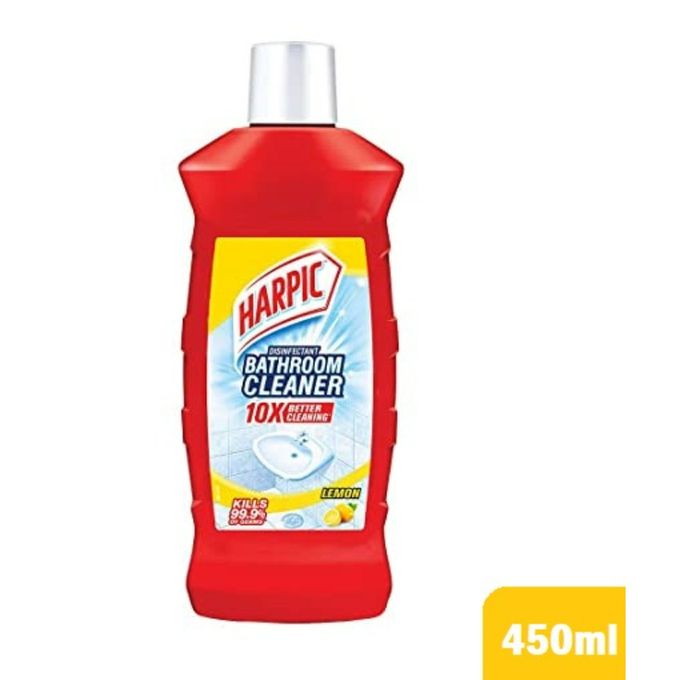 HARPIC
DISINFECTANT
BATHROOM
CLEANER
10X BETTER
CLEANING
LEMON
KILLS
99.9%
OF GERMS
450ml